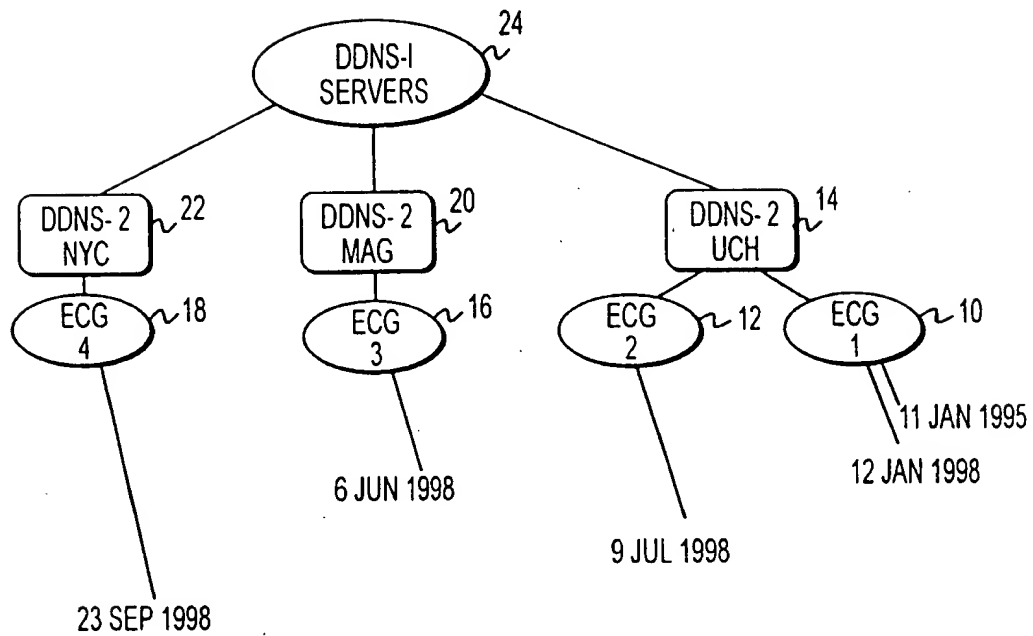 24
DDNS-I
SERVERS
DDNS- 2
NYC
22
DDNS- 2
MAG
20
DDNS- 2
UCH
14
ECG
4
18
ECG
3
16
ECG
2
12
ECG
1
10
11 JAN 1995
12 JAN 1998
6 JUN 1998
9 JUL 1998
23 SEP 1998